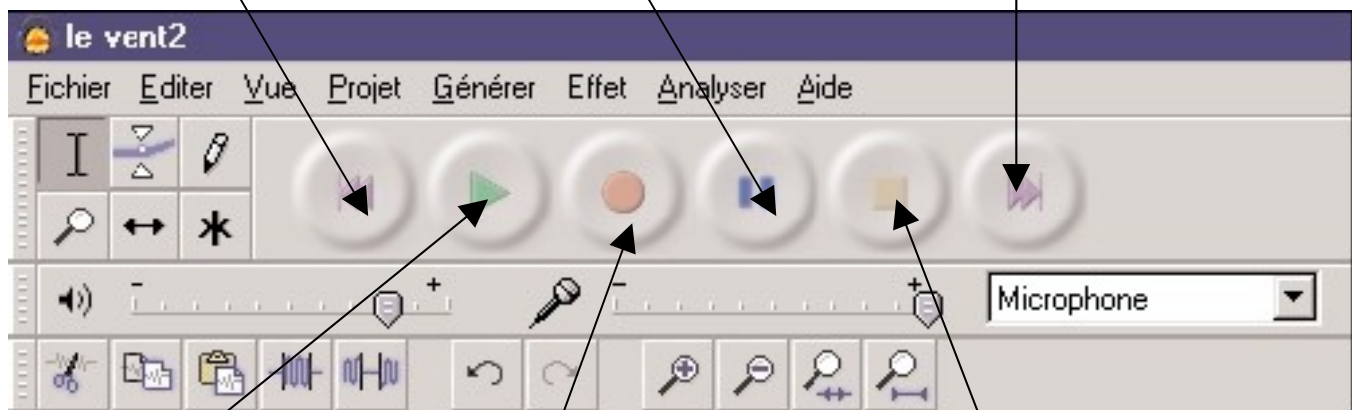 le vent2
Fichier Editer Vue Projet Générer Effet Analyser Aide
- + - + Microphone